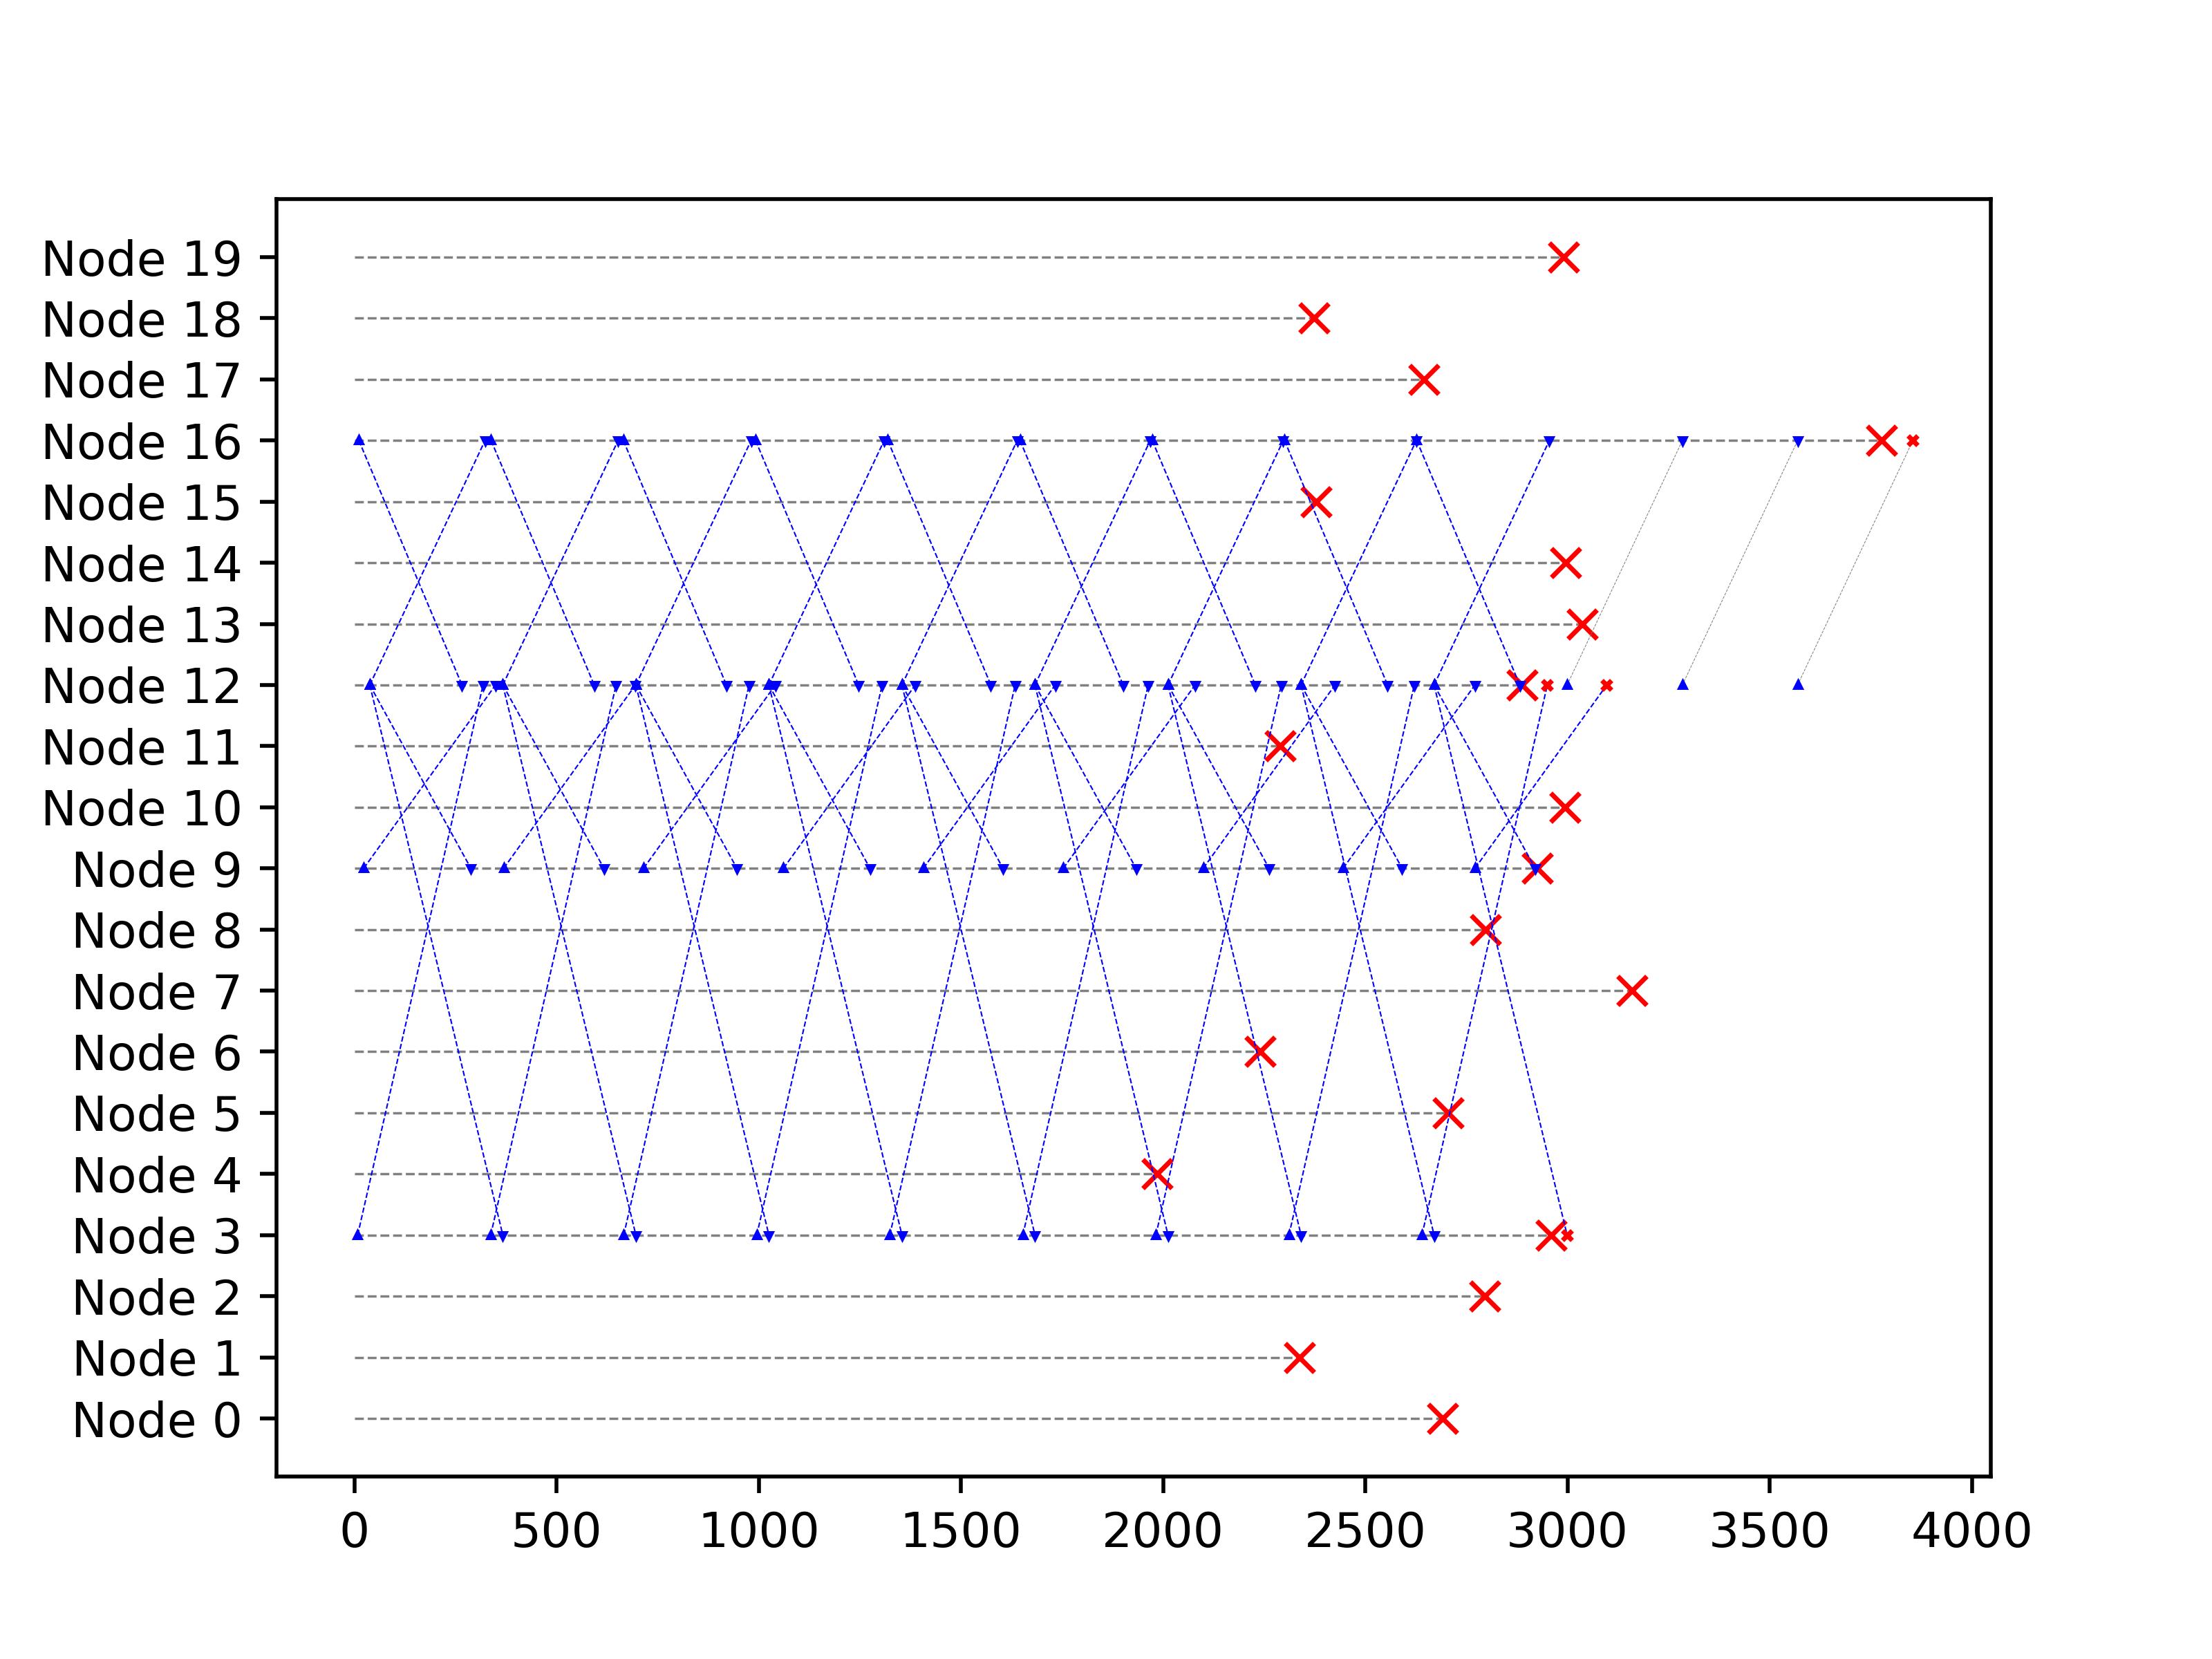 Node 19
Node 18
Node 17
Node 16
Node 15
Node 14
Node 13
Node 12
Node 11
Node 10
Node 9
Node 8
Node 7
Node 6
Node 5
Node 4
Node 3
Node 2
Node 1
Node 0
0 500 1000 1500 2000 2500 3000 3500 4000